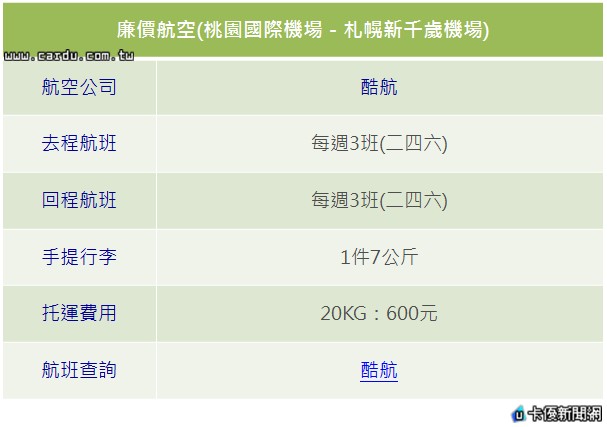 廉價航空(桃園國際機場 - 札幌新千歲機場)
www.cardu.com.tw
航空公司 酷航
去程航班 每週3班(二四六)
回程航班 每週3班(二四六)
手提行李 1件7公斤
托運費用 20KG：600元
航班查詢 酷航
u 卡優新聞網